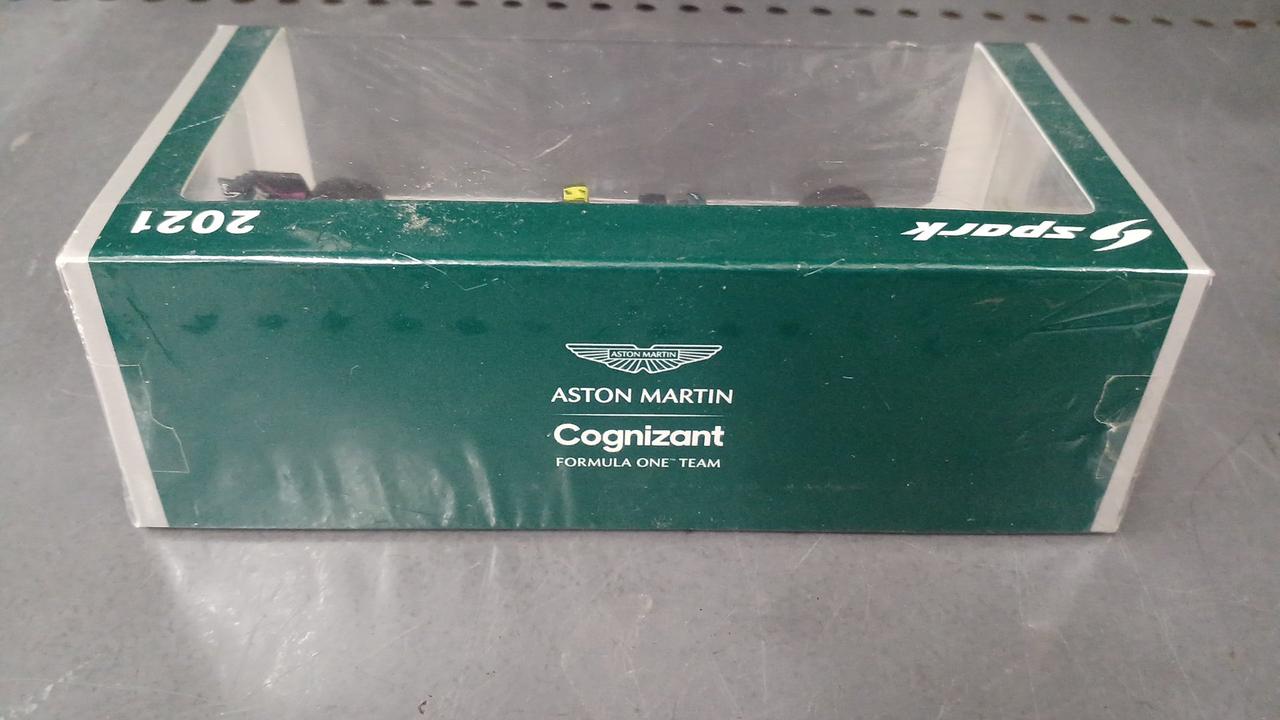 2021
spark
ASTON MARTIN
ASTON MARTIN
Cognizant
FORMULA ONE™ TEAM